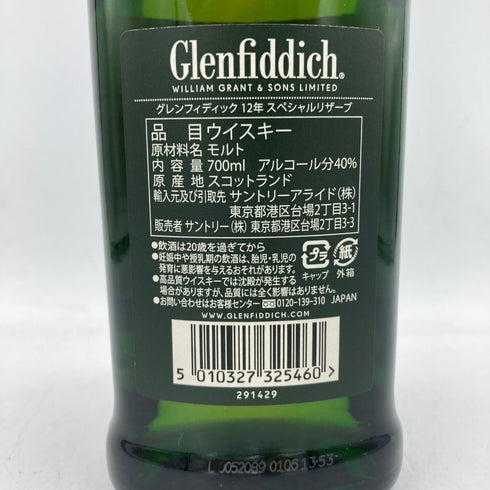 Glenfiddich®
WILLIAM GRANT & SONS LIMITED
グレンフィディック 12年 スペシャルリザーブ
品 目 ウイスキー
原材料名 モルト
内 容 量 700ml アルコール分40%
原 産 地 スコットランド
輸入元及び引取先 サントリーアライド(株)
東京都港区台場2丁目3-1
販売者 サントリー(株) 東京都港区台場2丁目3-3
●飲酒は20歳を過ぎてから
●妊娠中や授乳期の飲酒は、胎児・乳児の
発育に悪影響を与えるおそれがあります。
●高品質ウイスキーでは沈殿が発生する
場合がありますが、品質には全く影響はありません。
●お問い合わせはお客様センター 0120-139-310 JAPAN
プラ
キャップ
紙
外箱
WWW.GLENFIDDICH.COM
5 010327 325460 >
291429
L 0052089 0106 13:53